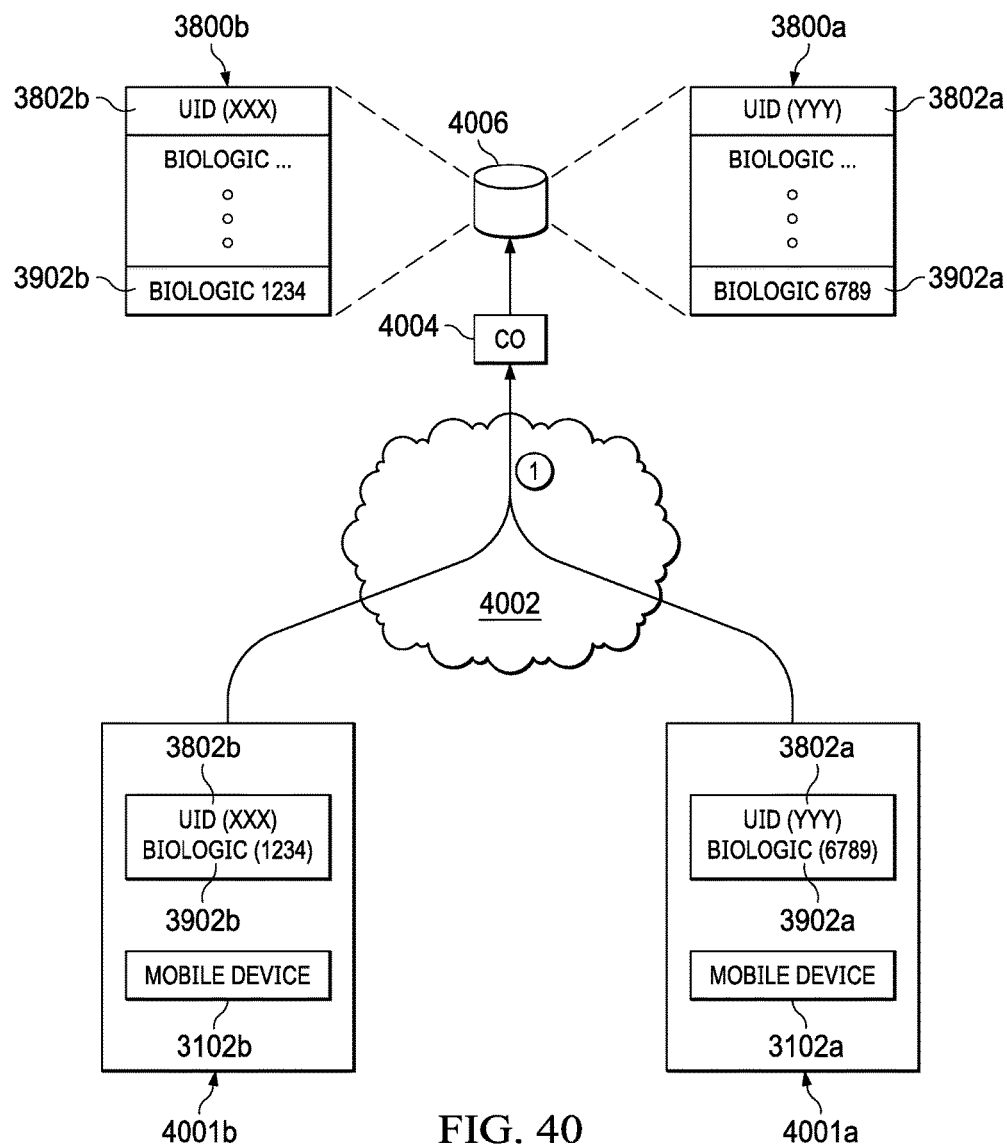 3800b 3800a
3802b UID (XXX) UID (YYY) 3802a
4006
BIOLOGIC ... BIOLOGIC ...
3902b BIOLOGIC 1234 BIOLOGIC 6789 3902a
4004 CO
1
4002
3802b 3802a
UID (XXX) UID (YYY)
BIOLOGIC (1234) BIOLOGIC (6789)
3902b 3902a
MOBILE DEVICE MOBILE DEVICE
3102b 3102a
4001b FIG. 40 4001a